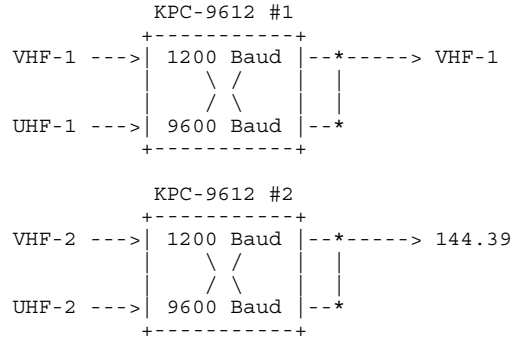 KPC-9612 #1
+-----------+
VHF-1 --->| 1200 Baud |--*-----> VHF-1
| \ / | |
| / \ | |
UHF-1 --->| 9600 Baud |--*
+-----------+
KPC-9612 #2
+-----------+
VHF-2 --->| 1200 Baud |--*-----> 144.39
| \ / | |
| / \ | |
UHF-2 --->| 9600 Baud |--*
+-----------+